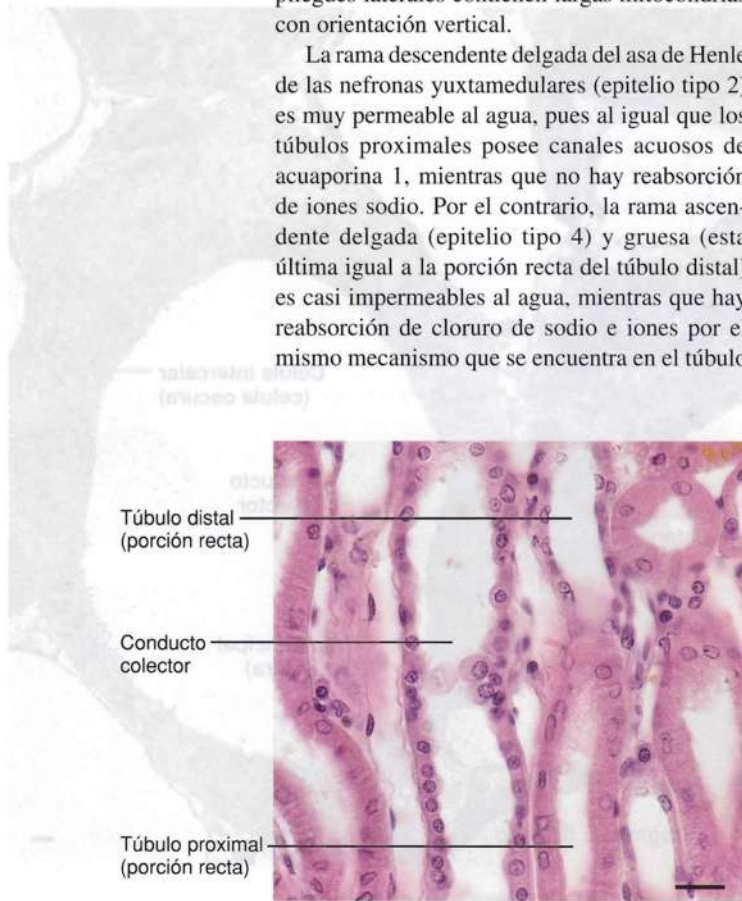 pliegues laterales contienen largas mitocondrias
con orientación vertical.
La rama descendente delgada del asa de Henle
de las nefronas yuxtamedulares (epitelio tipo 2)
es muy permeable al agua, pues al igual que los
túbulos proximales posee canales acuosos de
acuaporina 1, mientras que no hay reabsorción
de iones sodio. Por el contrario, la rama ascen-
dente delgada (epitelio tipo 4) y gruesa (esta
última igual a la porción recta del túbulo distal)
es casi impermeables al agua, mientras que hay
reabsorción de cloruro de sodio e iones por e
mismo mecanismo que se encuentra en el túbulo
Célula intercalar
(célula oscura)
Túbulo distal
(porción recta)
Conducto
colector
Túbulo proximal
(porción recta)